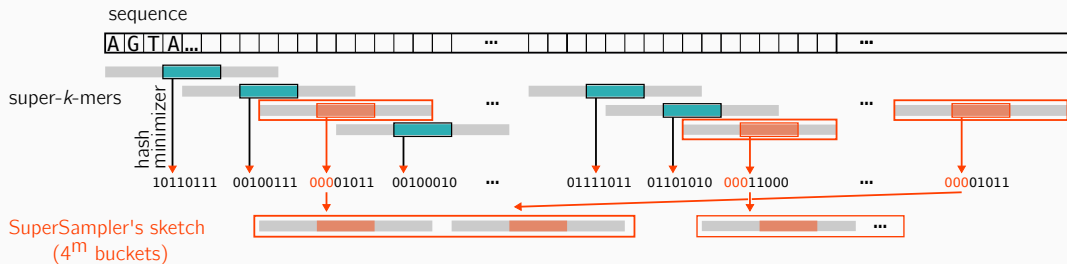 sequence
A G T A ... ... ...
super-k-mers
... ...
hash
minimizer
10110111 00100111 00001011 00100010 ... 01111011 01101010 00011000 ... 00001011
SuperSampler's sketch
(4^m buckets)
...